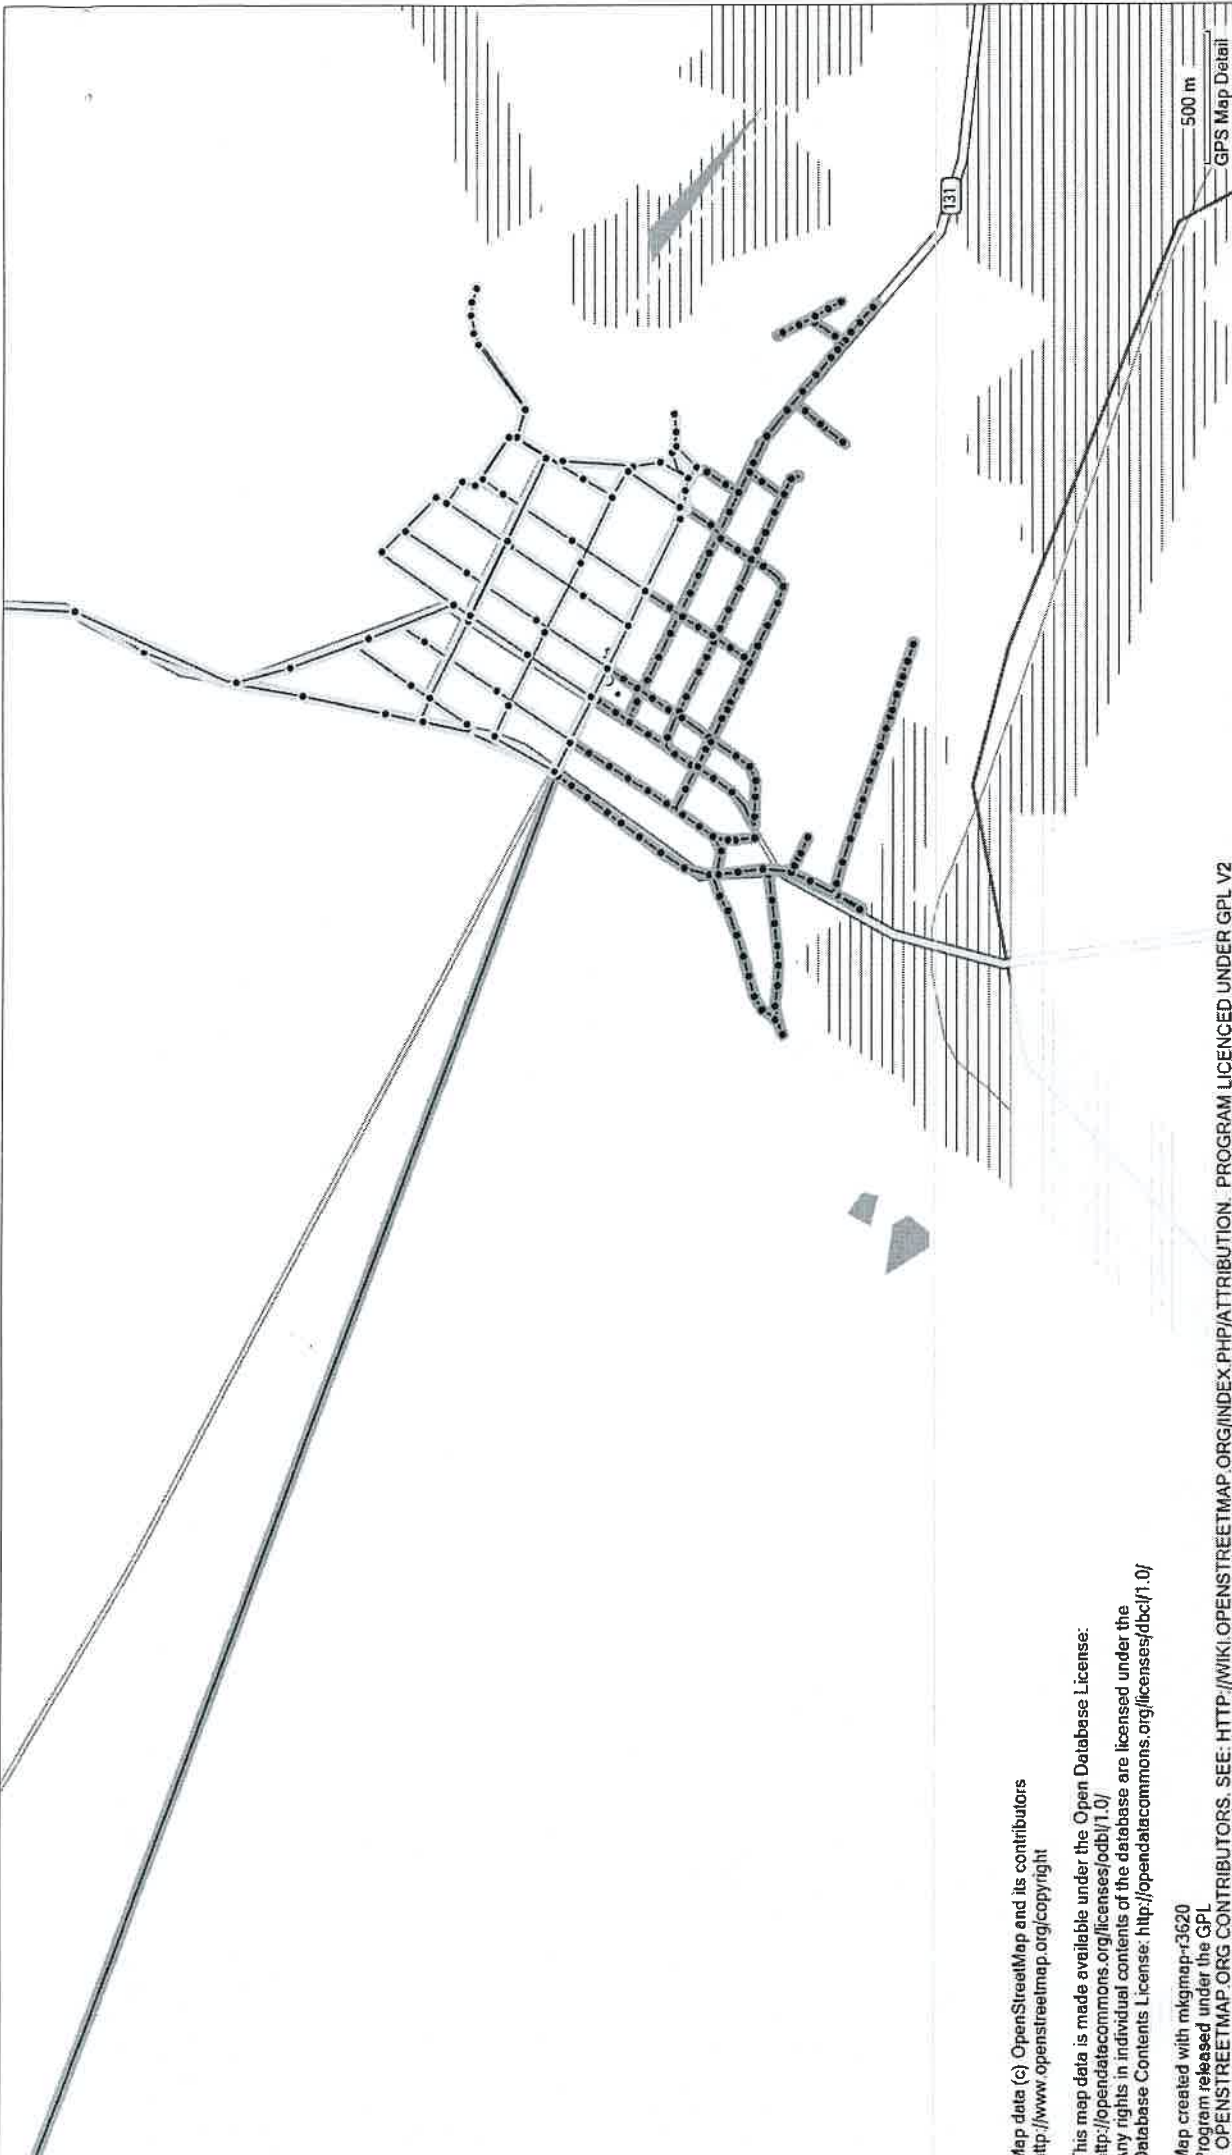 131
500 m
GPS Map Detail
Map data (c) OpenStreetMap and its contributors
ttp://www.openstreetmap.org/copyright
This map data is made available under the Open Database License:
ttp://opendatacommons.org/licenses/odbl/1.0/
Any rights in individual contents of the database are licensed under the
Database Contents License: http://opendatacommons.org/licenses/dbcl/1.0/
Map created with mkgmap-r3620
Program released under the GPL
OPENSTREETMAP.ORG CONTRIBUTORS. SEE: HTTP://WIKI.OPENSTREETMAP.ORG/INDEX.PHP/ATTRIBUTION. PROGRAM LICENCED UNDER GPL V2